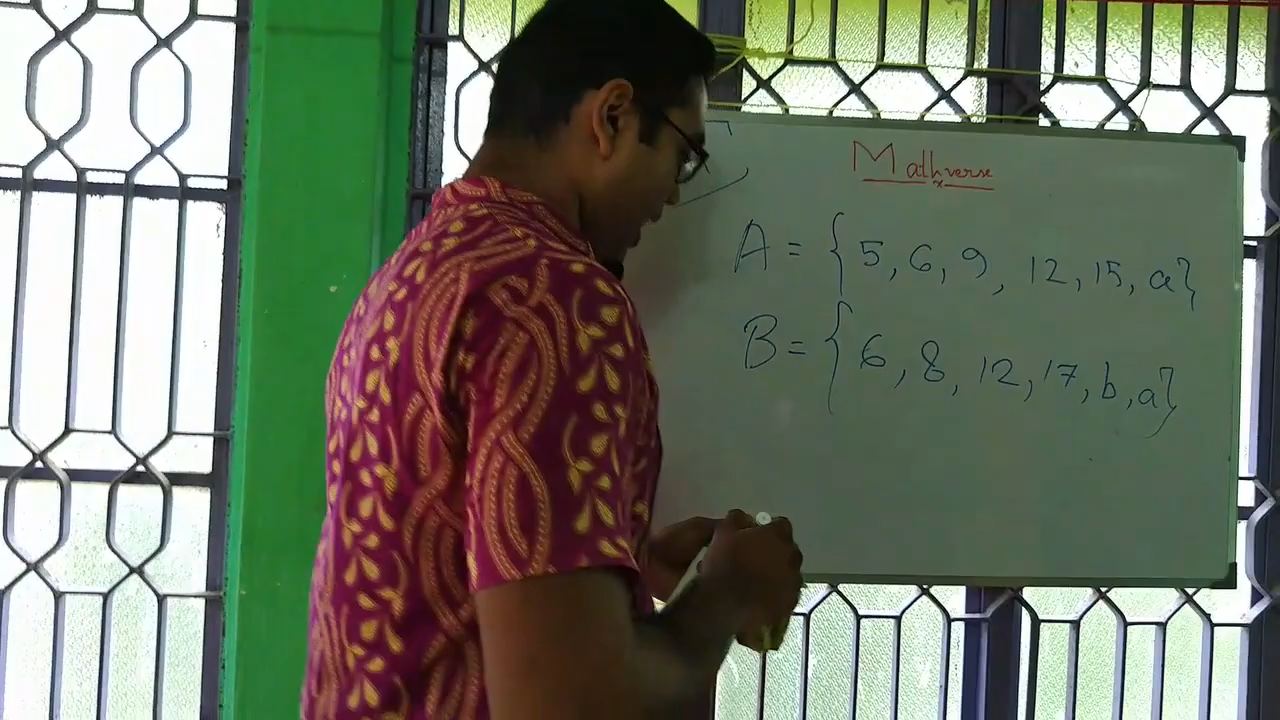 Mathverse
A = {5, 6, 9, 12, 15, a}
B = {6, 8, 12, 17, b, a}